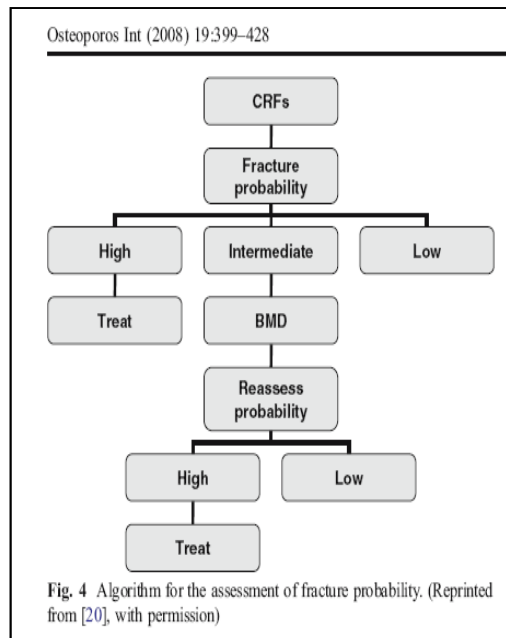 Osteoporos Int (2008) 19:399–428
CRFs
Fracture
probability
High
Intermediate
Low
Treat
BMD
Reassess
probability
High
Low
Treat
Fig. 4 Algorithm for the assessment of fracture probability. (Reprinted
from [20], with permission)